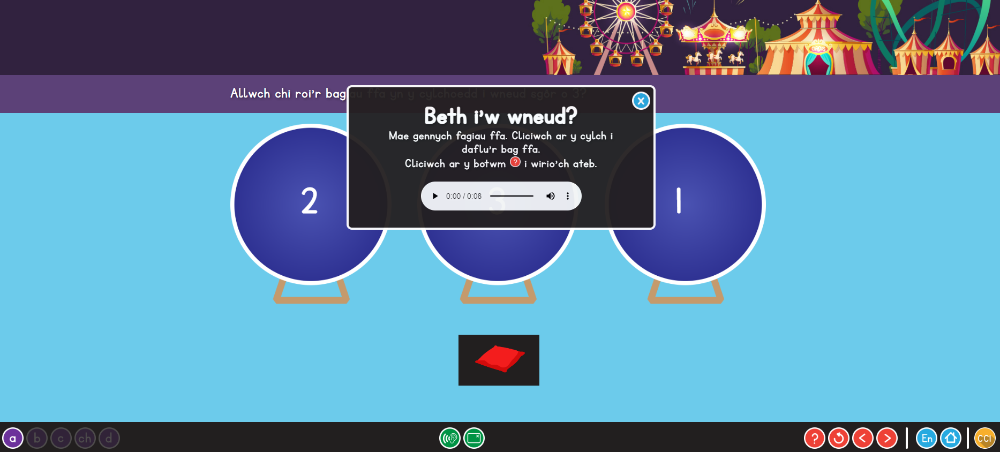 CIRCUS
Allwch chi roi'r bagiau ffa yn y cylchoedd i wneud sgôr o 3?
Beth i'w wneud?
Mae gennych fagiau ffa. Cliciwch ar y cylch i
daflu'r bag ffa.
Cliciwch ar y botwm ? i wirio'ch ateb.
2
3
1
0:00 / 0:08
a b c ch d
? < > En CCI